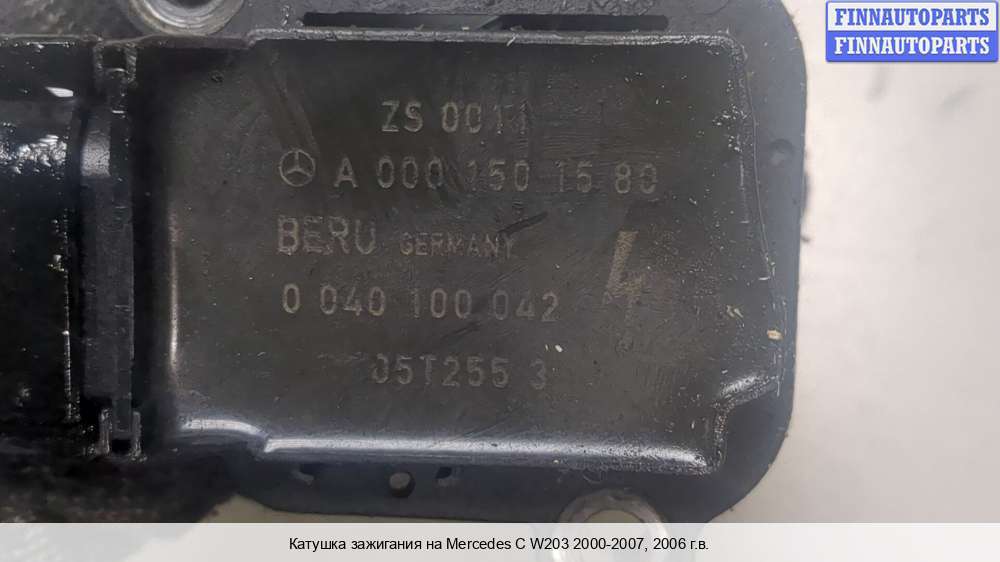 FINNAUTOPARTS
FINNAUTOPARTS
ZS 0011
A 000 150 15 80
BERU GERMANY
0 040 100 042
05T255 3
Катушка зажигания на Mercedes C W203 2000-2007, 2006 г.в.